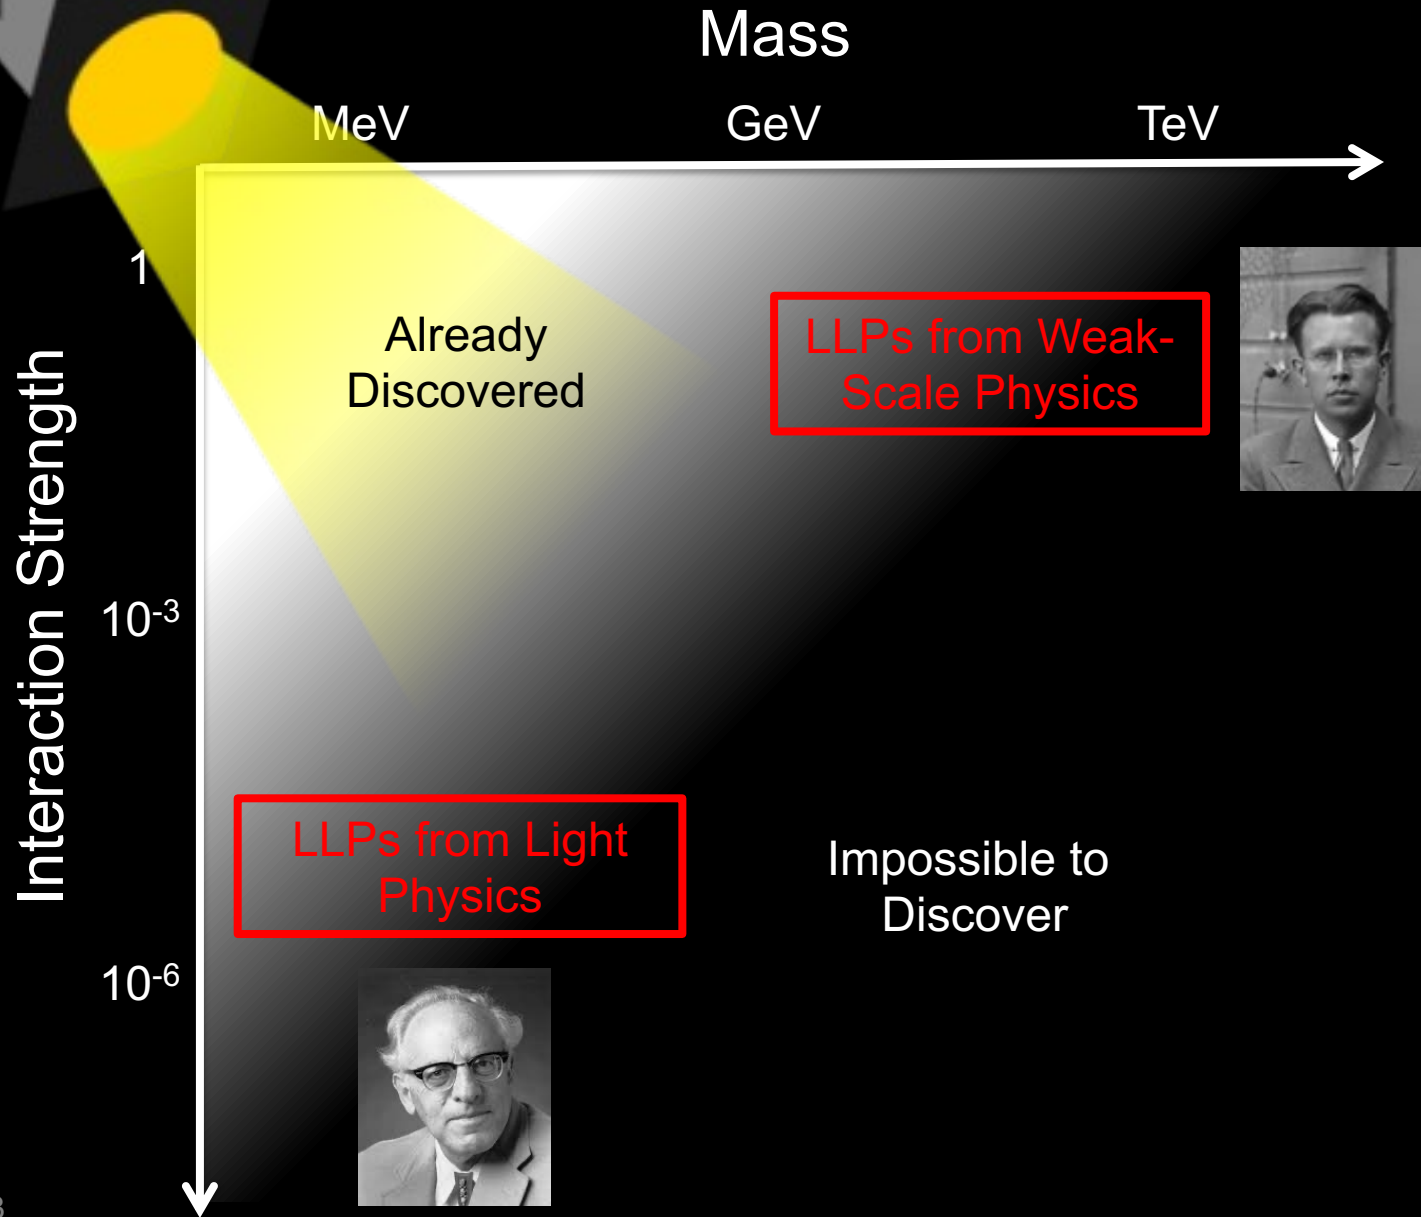 Mass
MeV GeV TeV
1
Already
Discovered
LLPs from Weak-
Scale Physics
Interaction Strength
10-3
LLPs from Light
Physics
Impossible to
Discover
10-6